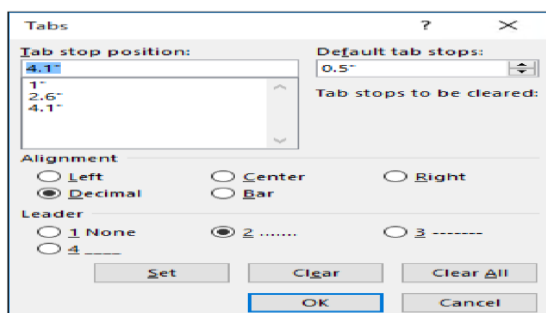 Tabs ? ×
Tab stop position: Default tab stops:
4.1" 0.5"
1" Tab stops to be cleared:
2.6"
4.1"
Alignment
Left Center Right
Decimal Bar
Leader
1 None 2 ....... 3 -------
4 ____
Set Clear Clear All
OK Cancel